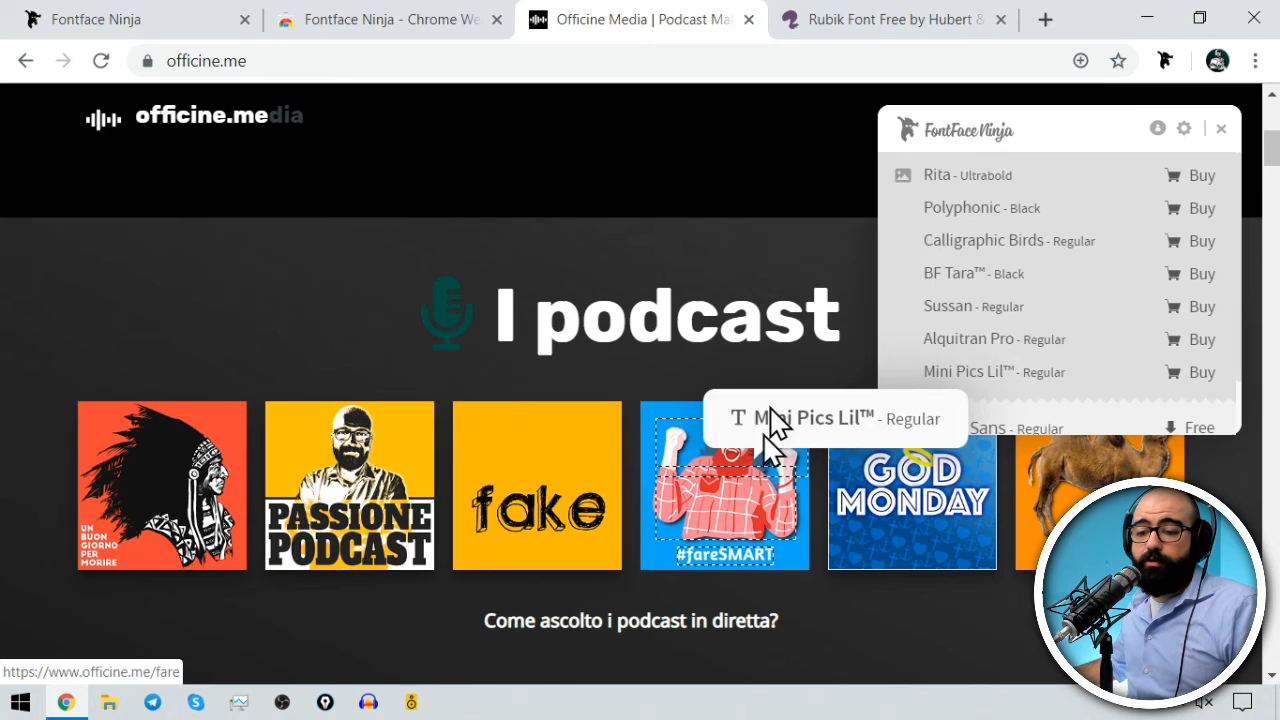 Fontface Ninja
Fontface Ninja - Chrome We
Officine Media | Podcast Mal
Rubik Font Free by Hubert &
officine.me
officine.media
FontFace Ninja
Rita - Ultrabold Buy
Polyphonic - Black Buy
Calligraphic Birds - Regular Buy
BF Tara™ - Black Buy
Sussan - Regular Buy
Alquitran Pro - Regular Buy
Mini Pics Lil™ - Regular Buy
Sans - Regular Free
I podcast
T Mini Pics Lil™ - Regular
UN
BUON
GIORNO
PER
MORIRE
PASSIONE
PODCAST
fake
#fareSMART
GOD
MONDAY
Come ascolto i podcast in diretta?
https://www.officine.me/fare